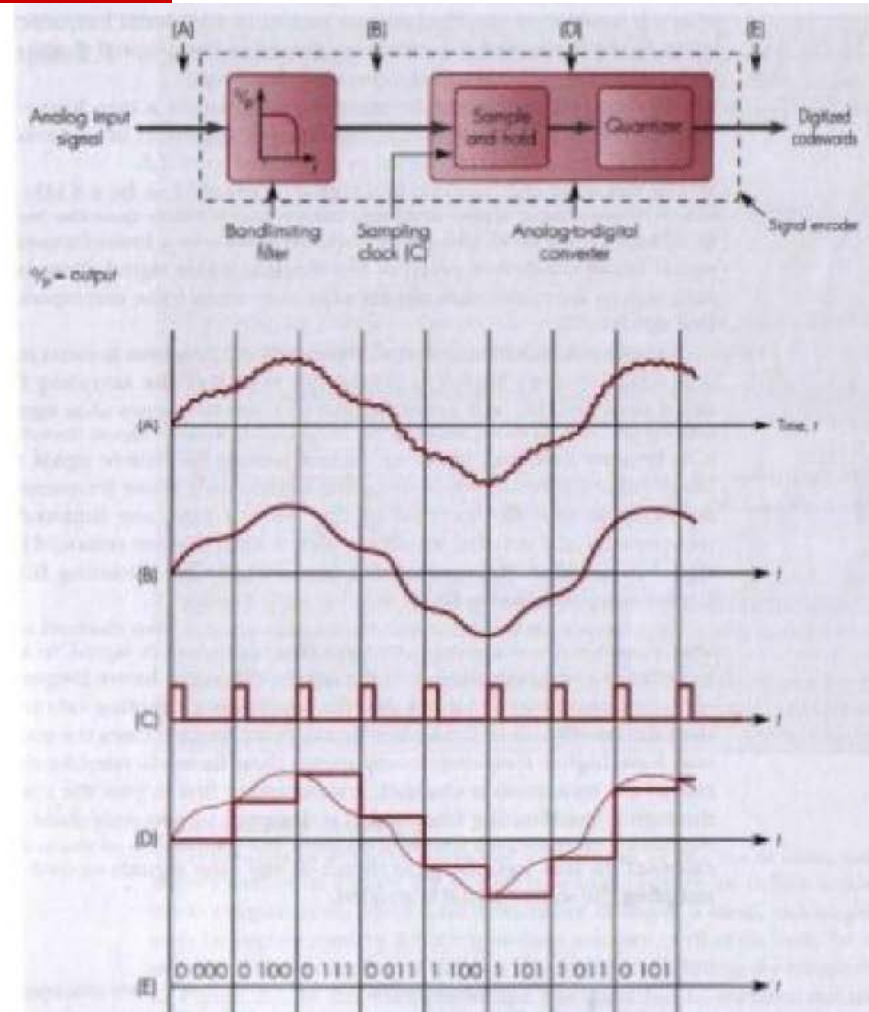 [A] [B] [D] [E]
Analog input signal
o/p
t
Sample and hold
Quantizer
Digitized codewords
Bandlimiting filter
Sampling clock [C]
Analog-to-digital converter
Signal encoder
o/p = output
[A] Time, t
[B] t
[C] t
[D] t
0 000 0 100 0 111 0 011 1 100 1 101 1 011 0 101
[E] t